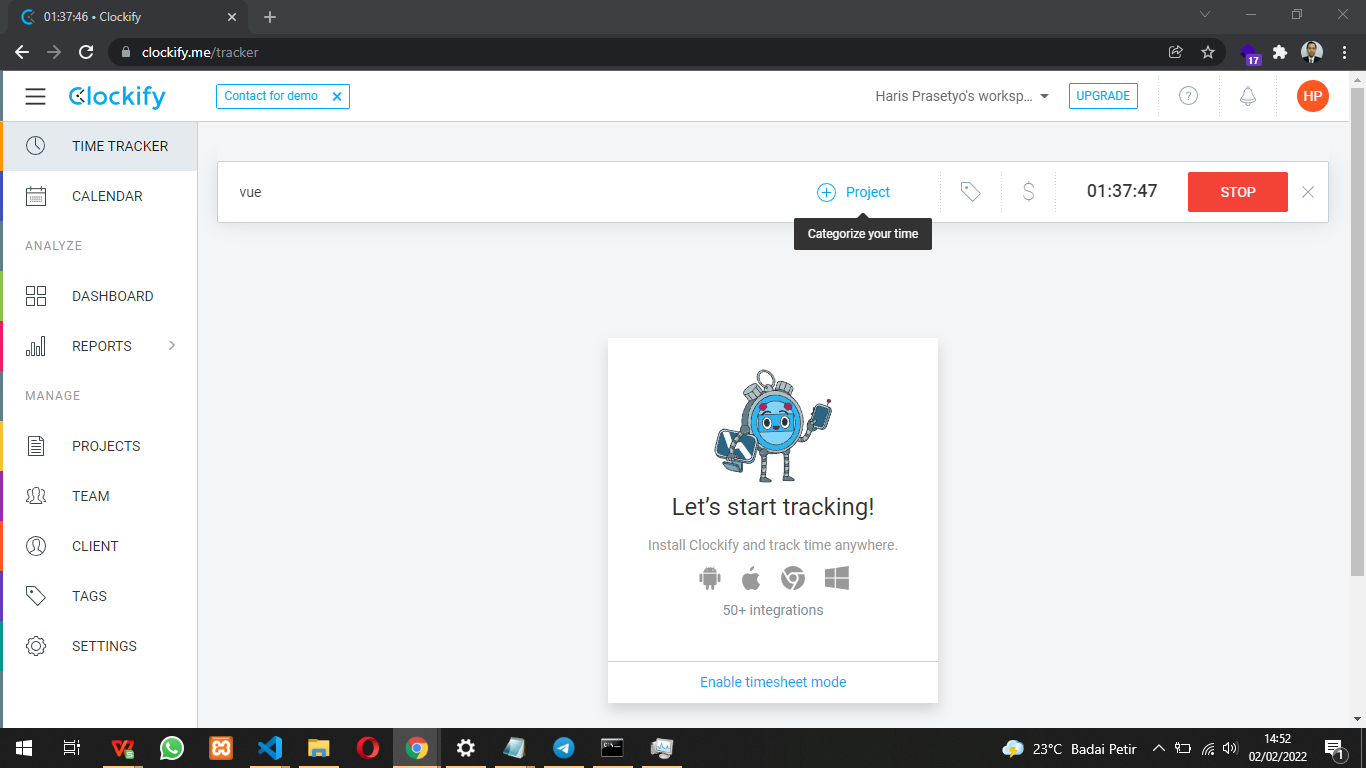 01:37:46 • Clockify
clockify.me/tracker
17
Clockify
Contact for demo
Haris Prasetyo's worksp...
UPGRADE
HP
TIME TRACKER
CALENDAR
ANALYZE
DASHBOARD
REPORTS
MANAGE
PROJECTS
TEAM
CLIENT
TAGS
SETTINGS
vue
Project
$
01:37:47
STOP
Categorize your time
Let's start tracking!
Install Clockify and track time anywhere.
50+ integrations
Enable timesheet mode
23°C Badai Petir
14:52
02/02/2022
1